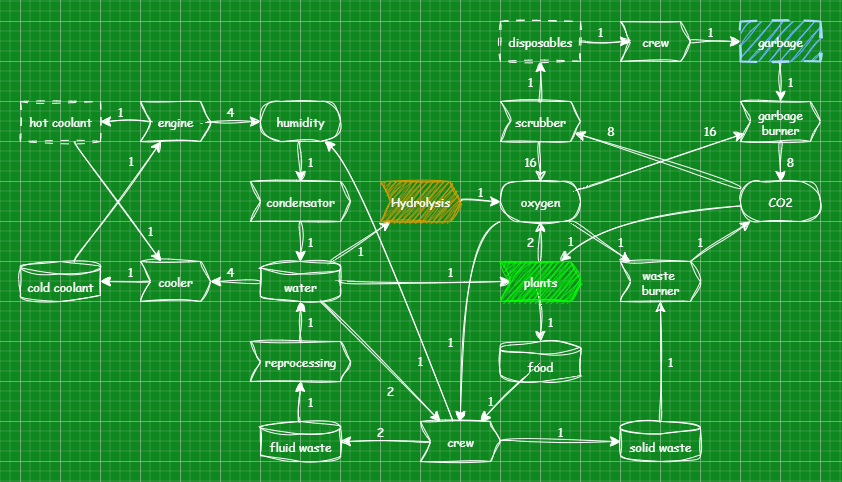 1
disposables
crew
1
garbage
1
1
hot coolant
1
engine
4
humidity
scrubber
8
16
garbage
burner
1
1
16
8
condensator
Hydrolysis
1
oxygen
CO2
1
1
1
2
1
1
1
cold coolant
1
cooler
4
water
1
plants
waste
burner
1
1
1
reprocessing
1
food
1
1
2
1
fluid waste
2
crew
1
solid waste